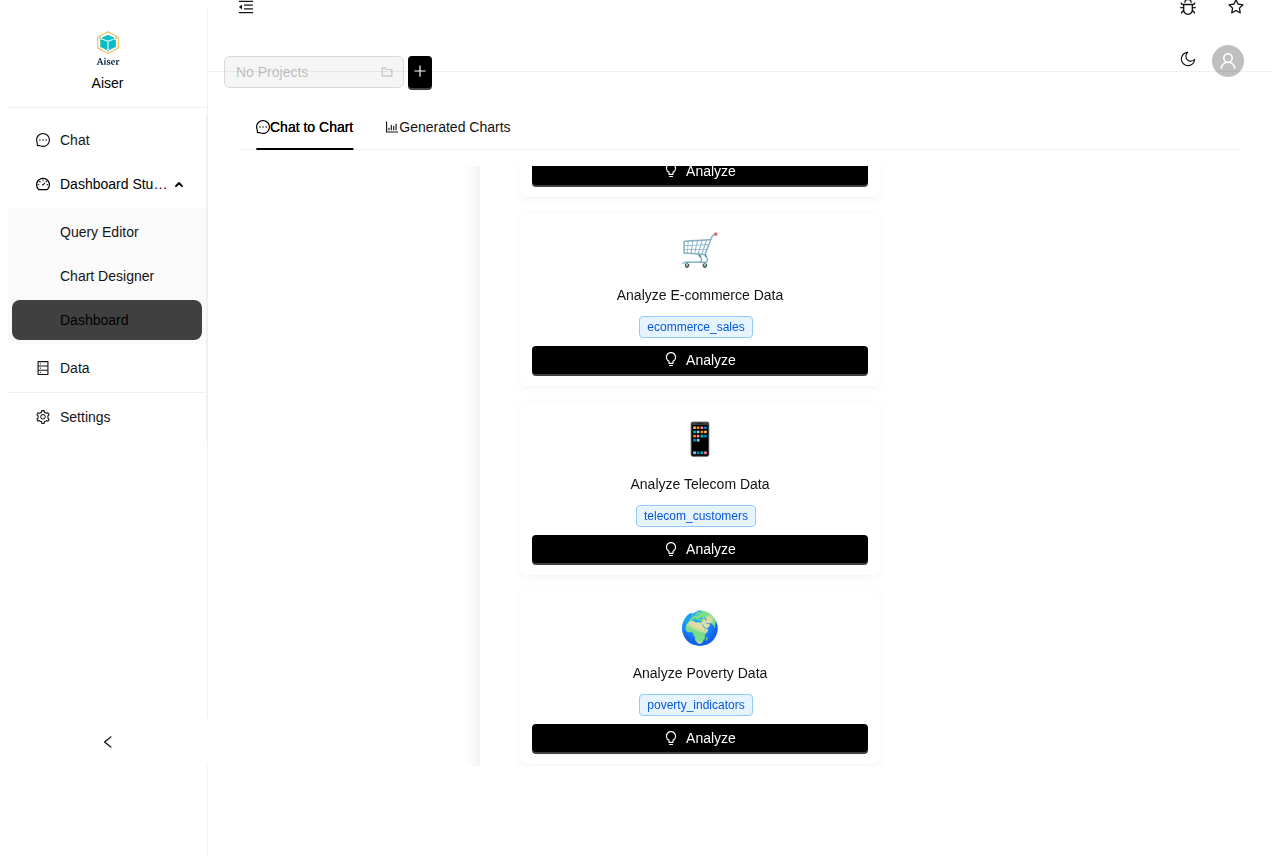 Aiser
Aiser
Chat
Dashboard Stu...
Query Editor
Chart Designer
Dashboard
Data
Settings
No Projects
Chat to Chart
Generated Charts
Analyze
Analyze E-commerce Data
ecommerce_sales
Analyze
Analyze Telecom Data
telecom_customers
Analyze
Analyze Poverty Data
poverty_indicators
Analyze